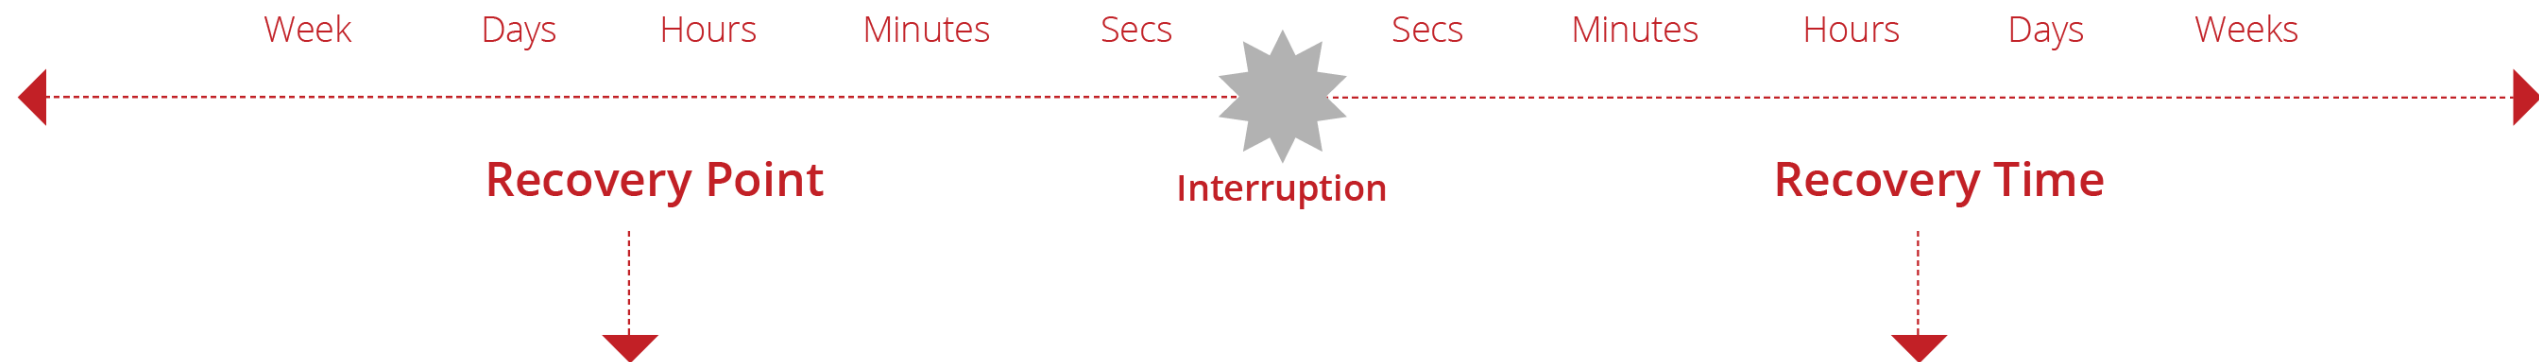 Week Days Hours Minutes Secs Secs Minutes Hours Days Weeks
Recovery Point Interruption Recovery Time